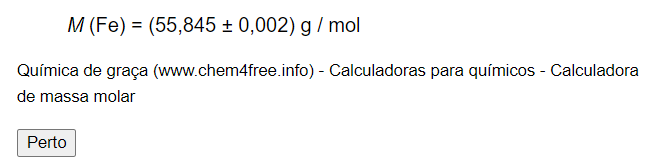 M (Fe) = (55,845 ± 0,002) g / mol
Química de graça (www.chem4free.info) - Calculadoras para químicos - Calculadora
de massa molar
Perto